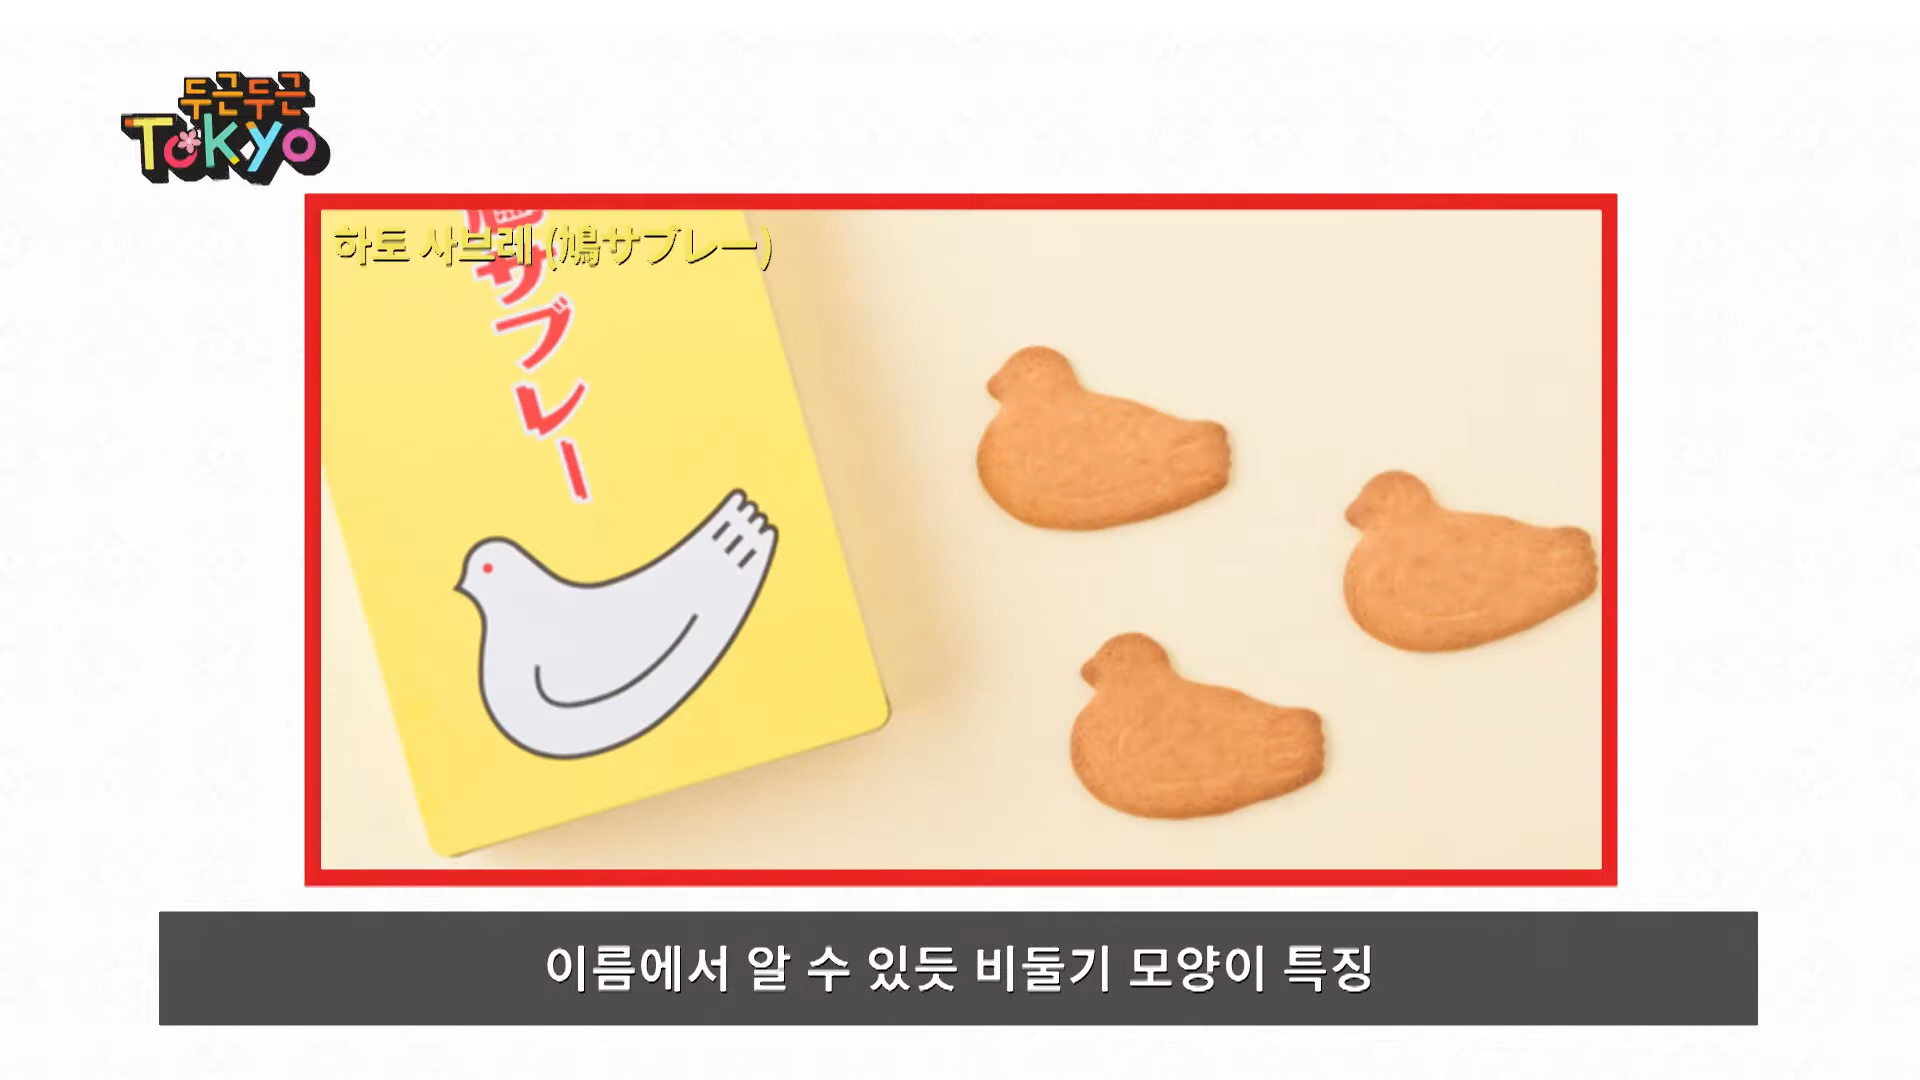 두근두근
Tokyo
하토 사브레 (鳩サブレー)
鳩サブレー
이름에서 알 수 있듯 비둘기 모양이 특징